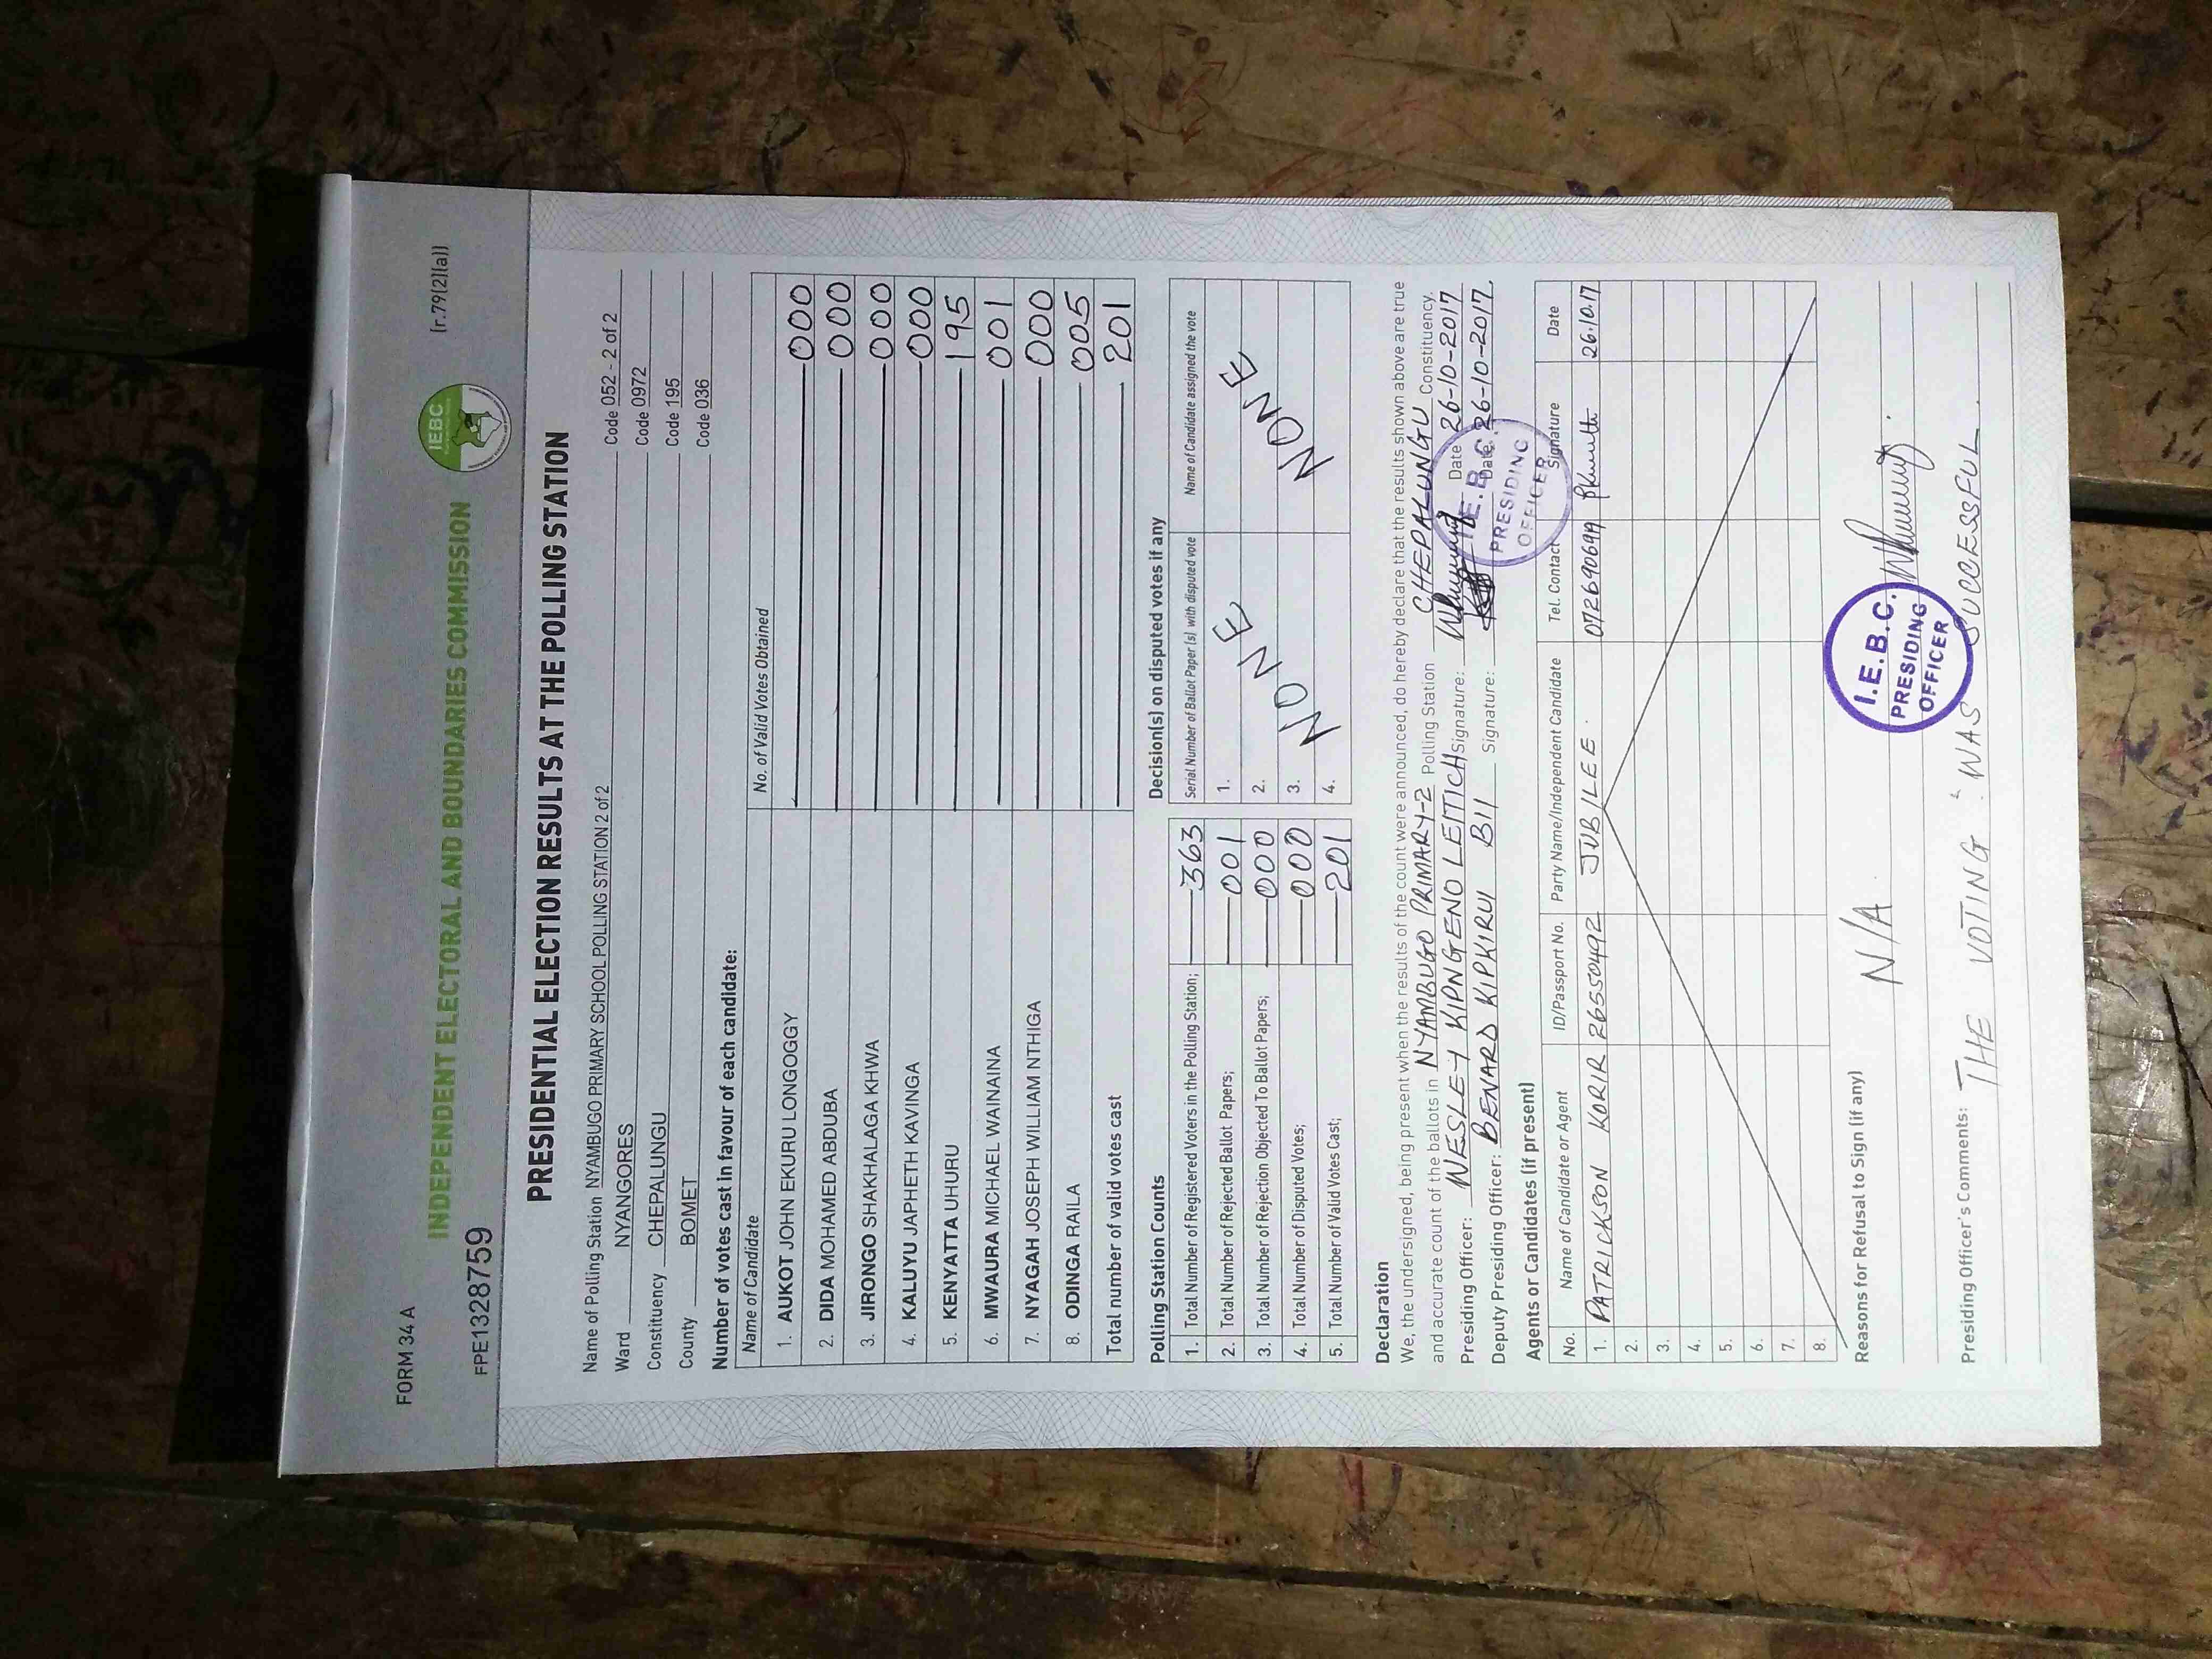 FORM 34 A
[r.79(2)(a)]
IEBC
INDEPENDENT ELECTORAL AND BOUNDARIES COMMISSION
FPE1328759
PRESIDENTIAL ELECTION RESULTS AT THE POLLING STATION
Name of Polling Station NYAMBUGO PRIMARY SCHOOL POLLING STATION 2 of 2 Code 052 - 2 of 2
Ward NYANGORES Code 0972
Constituency CHEPALUNGU Code 195
County BOMET Code 036
Number of votes cast in favour of each candidate:
Name of Candidate No. of Valid Votes Obtained
1. AUKOT JOHN EKURU LONGOGGY 000
2. DIDA MOHAMED ABDUBA 000
3. JIRONGO SHAKHALAGA KHWA 000
4. KALUYU JAPHETH KAVINGA 000
5. KENYATTA UHURU 195
6. MWAURA MICHAEL WAINAINA 001
7. NYAGAH JOSEPH WILLIAM NTHIGA 000
8. ODINGA RAILA 005
Total number of valid votes cast 201
Polling Station Counts Decision(s) on disputed votes if any
Serial Number of Ballot Paper (s) with disputed vote Name of Candidate assigned the vote
1. Total Number of Registered Voters in the Polling Station; 363
2. Total Number of Rejected Ballot Papers; 001
3. Total Number of Rejection Objected To Ballot Papers; 000
4. Total Number of Disputed Votes; 000
5. Total Number of Valid Votes Cast; 201
1. NONE NONE
2.
3. NONE NONE
4.
Declaration
We, the undersigned, being present when the results of the count were announced, do hereby declare that the results shown above are true
and accurate count of the ballots in NYAMBUGO PRIMARY-2 Polling Station CHEPALUNGU Constituency.
Presiding Officer: WESLEY KIPNGENO LEITICH Signature: Date 26-10-2017
Deputy Presiding Officer: BENARD KIPKIRUI BII Signature: Date: 26-10-2017.
I.E.B.C.
PRESIDING
OFFICER
Agents or Candidates (if present)
No. Name of Candidate or Agent ID/Passport No. Party Name/Independent Candidate Tel. Contact Signature Date
1. PATRICKSON KORIR 26550492 JUBILEE. 0726690699 26.10.17
2.
3.
4.
5.
6.
7.
8.
Reasons for Refusal to Sign (if any) N/A
I.E.B.C.
PRESIDING
OFFICER
Presiding Officer's Comments: THE VOTING WAS SUCCESSFUL